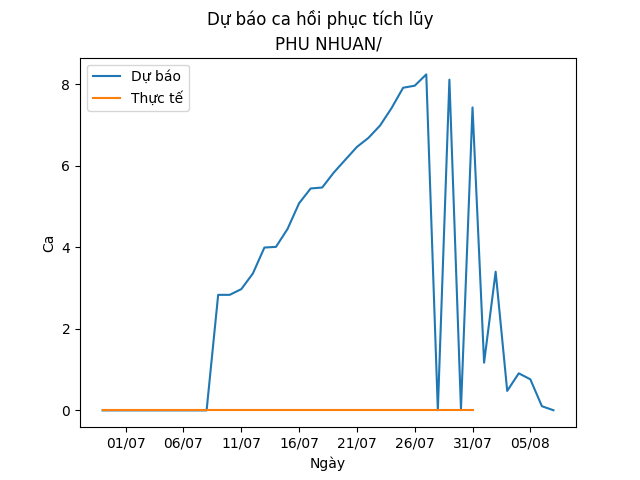 Dự báo ca hồi phục tích lũy
PHU NHUAN/
Dự báo
Thực tế
8
6
4
2
0
Ca
01/07 06/07 11/07 16/07 21/07 26/07 31/07 05/08
Ngày